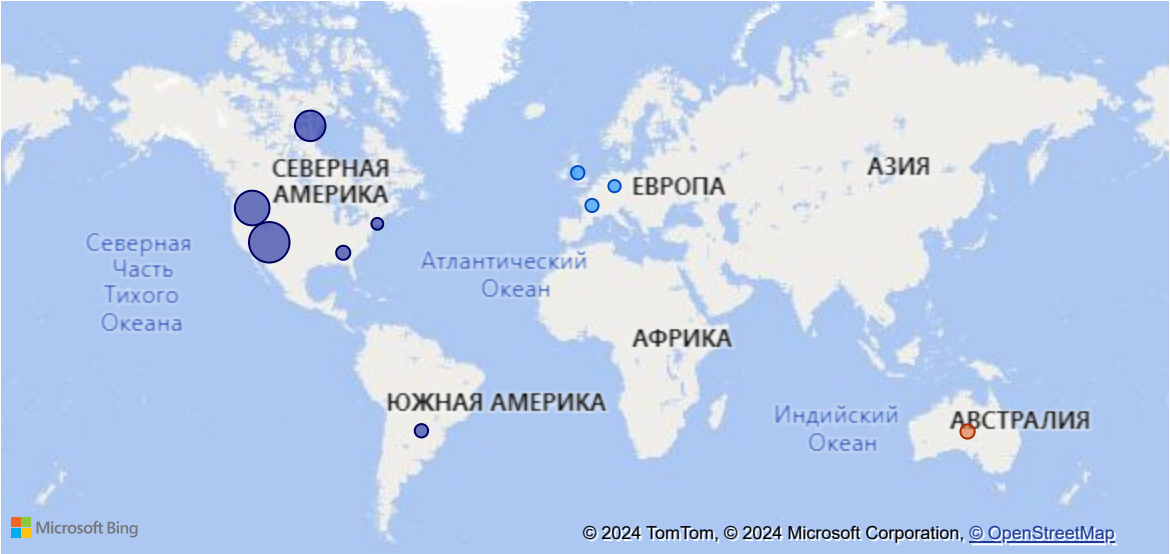 СЕВЕРНАЯ
АМЕРИКА
АЗИЯ
ЕВРОПА
Северная
Часть
Тихого
Океана
Атлантический
Океан
АФРИКА
ЮЖНАЯ АМЕРИКА
Индийский
Океан
АВСТРАЛИЯ
Microsoft Bing
© 2024 TomTom, © 2024 Microsoft Corporation, © OpenStreetMap